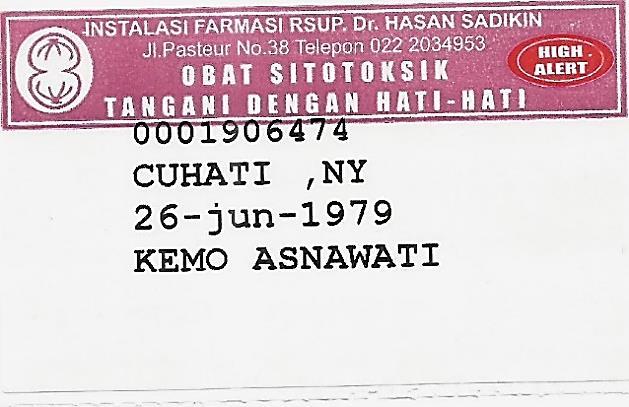 INSTALASI FARMASI RSUP. Dr. HASAN SADIKIN
Jl.Pasteur No.38 Telepon 022 2034953
HIGH ALERT
OBAT SITOTOKSIK
TANGANI DENGAN HATI-HATI
0001906474
CUHATI ,NY
26-jun-1979
KEMO ASNAWATI